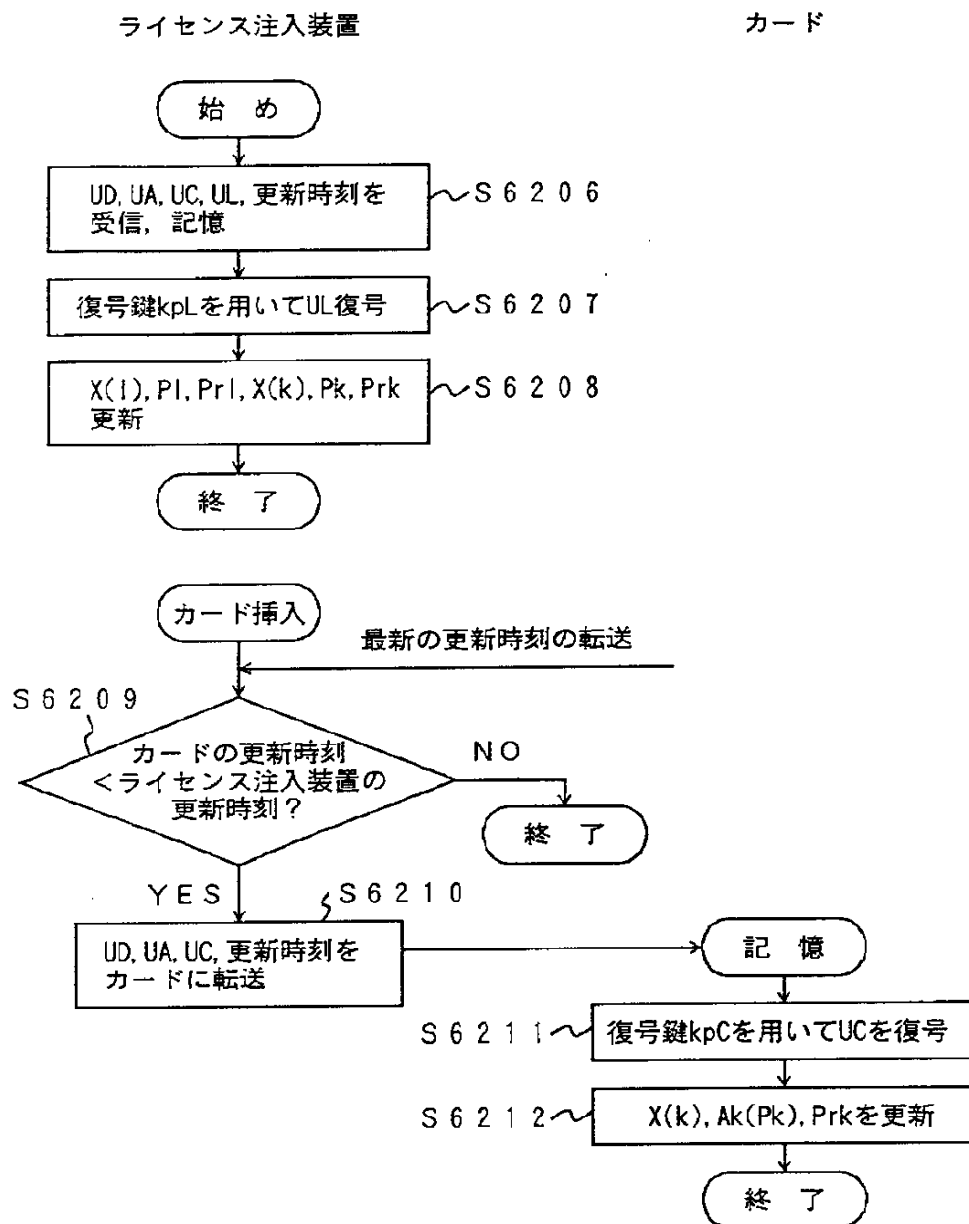 ライセンス注入装置
カード
始 め
UD, UA, UC, UL, 更新時刻を
受信, 記憶
S6206
復号鍵kpLを用いてUL復号
S6207
X(l), Pl, Prl, X(k), Pk, Prk
更新
S6208
終 了
カード挿入
最新の更新時刻の転送
S6209
カードの更新時刻
<ライセンス注入装置の
更新時刻?
NO
終 了
YES
S6210
UD, UA, UC, 更新時刻を
カードに転送
記 憶
S6211
復号鍵kpCを用いてUCを復号
S6212
X(k), Ak(Pk), Prkを更新
終 了